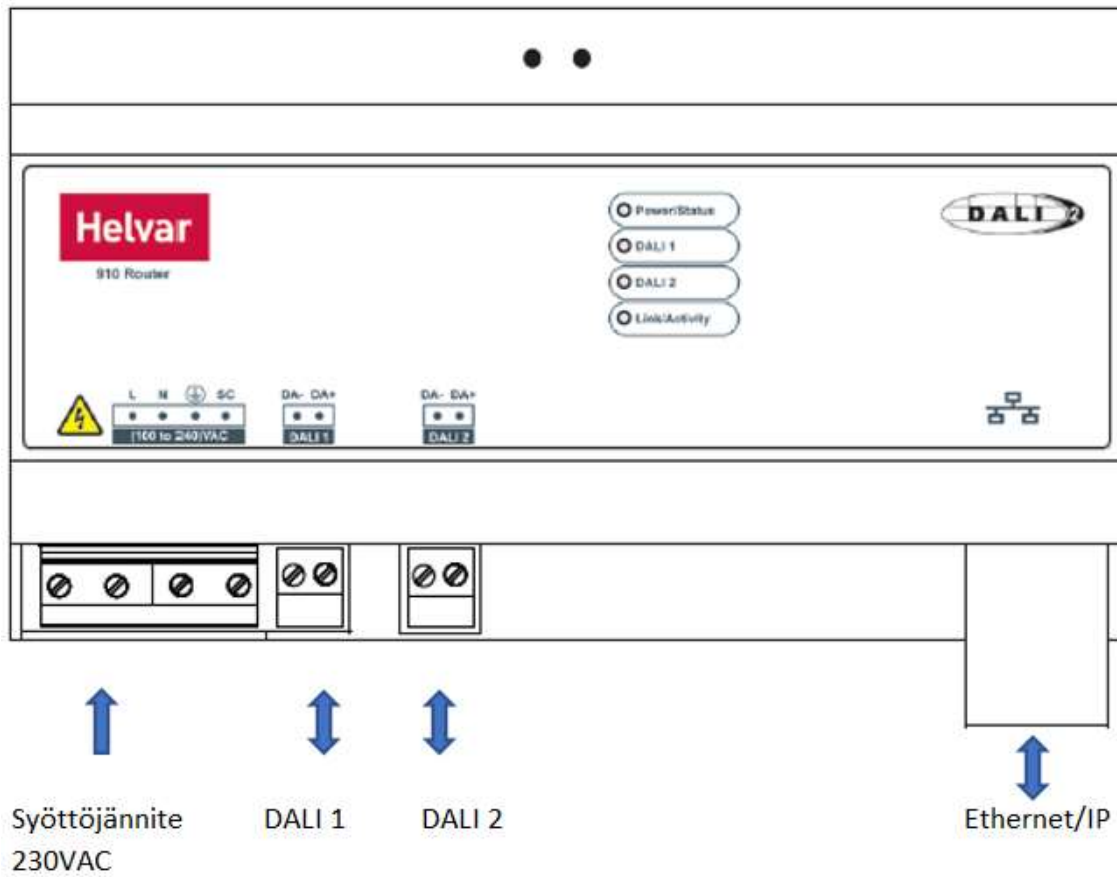 Helvar
910 Router
Power/Status
DALI 1
DALI 2
Link/Activity
DALI 2
L N SC
(100 to 240)VAC
DA- DA+
DALI 1
DA- DA+
DALI 2
Syöttöjännite
230VAC
DALI 1
DALI 2
Ethernet/IP